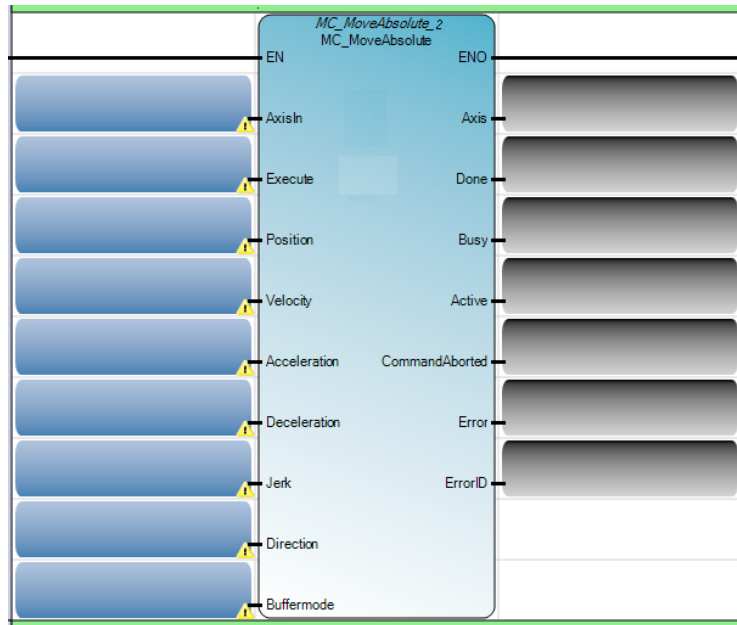 MC_MoveAbsolute_2
MC_MoveAbsolute
EN ENO
AxisIn Axis
Execute Done
Position Busy
Velocity Active
Acceleration CommandAborted
Deceleration Error
Jerk ErrorID
Direction
Buffermode